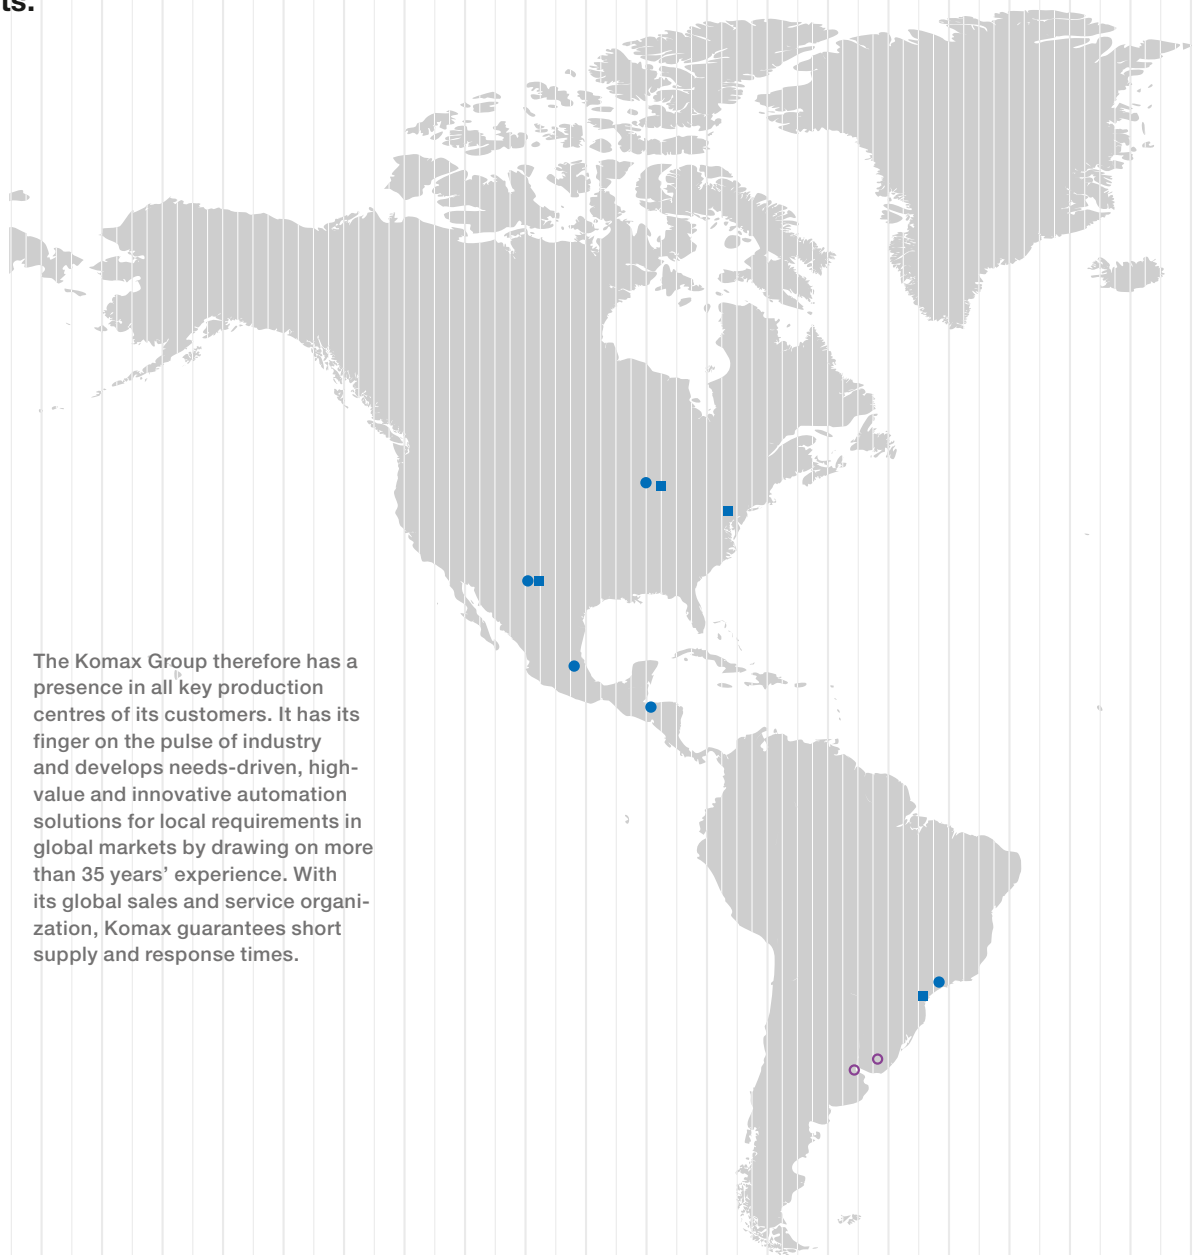 ts.
The Komax Group therefore has a
presence in all key production
centres of its customers. It has its
finger on the pulse of industry
and develops needs-driven, high-
value and innovative automation
solutions for local requirements in
global markets by drawing on more
than 35 years’ experience. With
its global sales and service organi-
zation, Komax guarantees short
supply and response times.